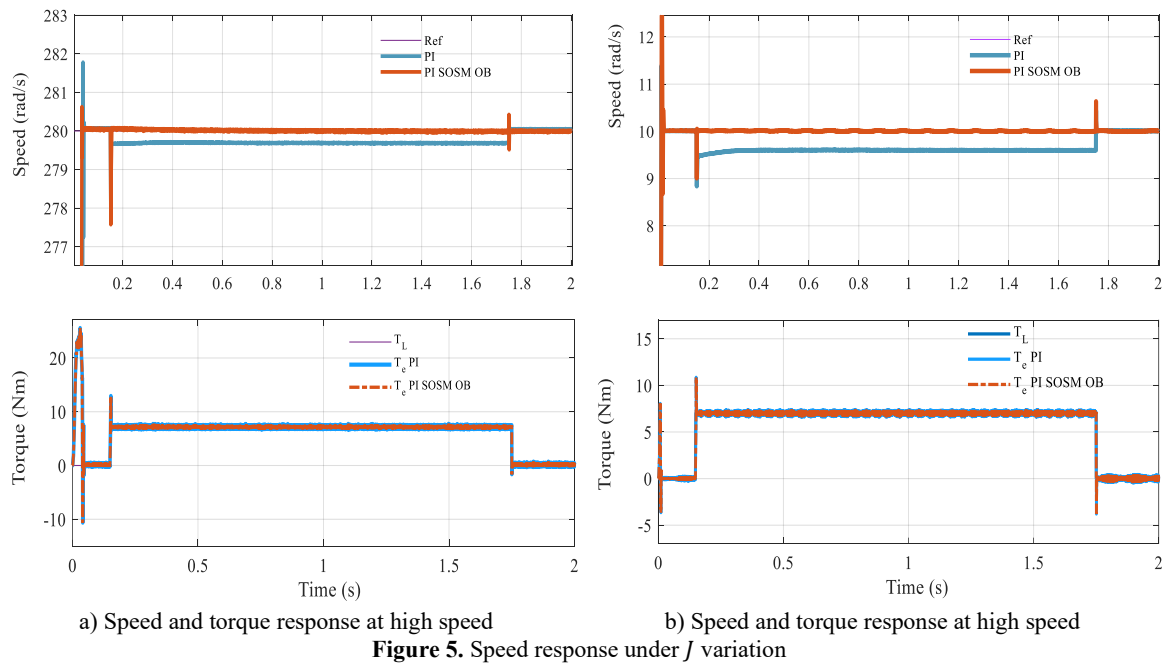 283
282
281
280
279
278
277
Speed (rad/s)
Ref
PI
PI SOSM OB
0.2 0.4 0.6 0.8 1 1.2 1.4 1.6 1.8 2
12
11
10
9
8
Speed (rad/s)
Ref
PI
PI SOSM OB
0.2 0.4 0.6 0.8 1 1.2 1.4 1.6 1.8 2
20
10
0
-10
Torque (Nm)
T_L
T_e PI
T_e PI SOSM OB
0 0.5 1 1.5 2
Time (s)
15
10
5
0
-5
Torque (Nm)
T_L
T_e PI
T_e PI SOSM OB
0 0.5 1 1.5 2
Time (s)
a) Speed and torque response at high speed
b) Speed and torque response at high speed
Figure 5. Speed response under J variation